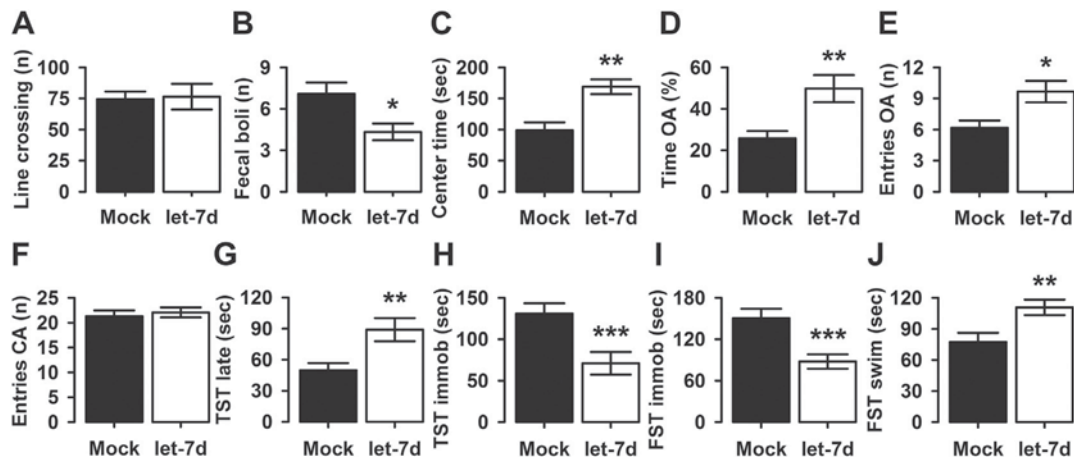 A
Line crossing (n)
100
75
50
25
0
Mock let-7d
B
Fecal boli (n)
9
6
3
0
*
Mock let-7d
C
Center time (sec)
200
150
100
50
0
**
Mock let-7d
D
Time OA (%)
60
40
20
0
**
Mock let-7d
E
Entries OA (n)
12
9
6
3
0
*
Mock let-7d
F
Entries CA (n)
25
20
15
10
5
0
Mock let-7d
G
TST late (sec)
120
90
60
30
0
**
Mock let-7d
H
TST immob (sec)
150
100
50
0
***
Mock let-7d
I
FST immob (sec)
180
120
60
0
***
Mock let-7d
J
FST swim (sec)
120
90
60
30
0
**
Mock let-7d